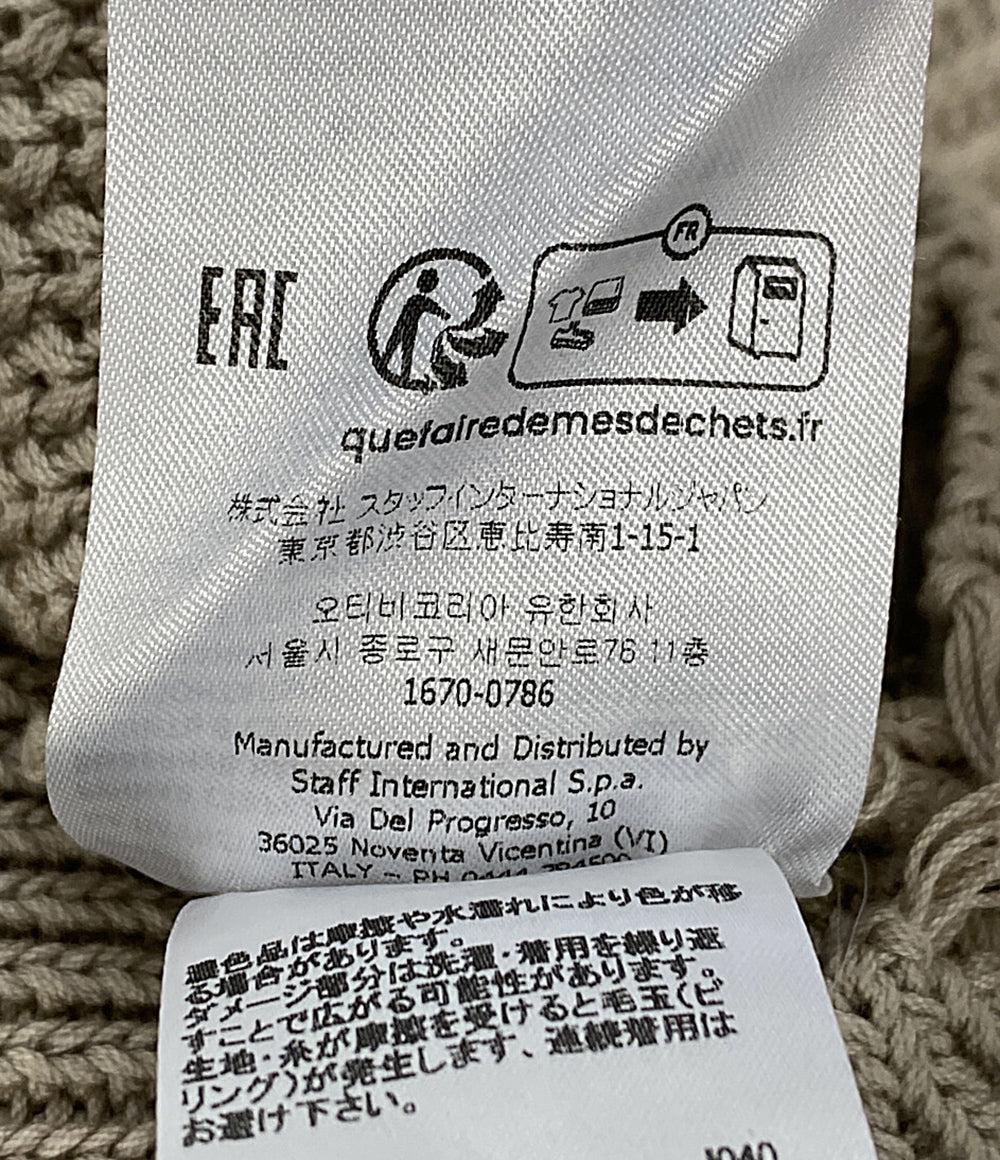 EAC
FR
quefairedemesdechets.fr
株式会社 スタッフインターナショナルジャパン
東京都渋谷区恵比寿南1-15-1
오티비코리아 유한회사
서울시 종로구 새문안로76 11층
1670-0786
Manufactured and Distributed by
Staff International S.p.a.
Via Del Progresso, 10
36025 Noventa Vicentina (VI)
ITALY - PH 0444
濃色品は摩擦や水濡れにより色が移
る場合があります。
ダメージ部分は洗濯・着用を繰り返
すことで広がる可能性があります。
生地・糸が摩擦を受けると毛玉(ピ
リング)が発生します、連続着用は
お避け下さい。
J040